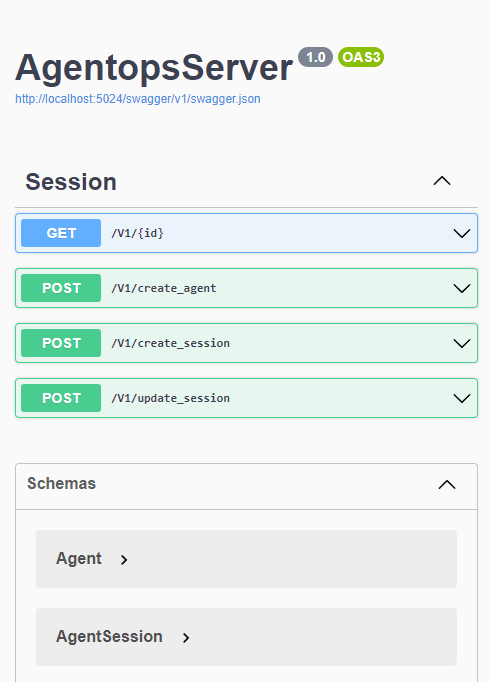 AgentopsServer 1.0 OAS3
http://localhost:5024/swagger/v1/swagger.json
Session
GET /V1/{id}
POST /V1/create_agent
POST /V1/create_session
POST /V1/update_session
Schemas
Agent
AgentSession